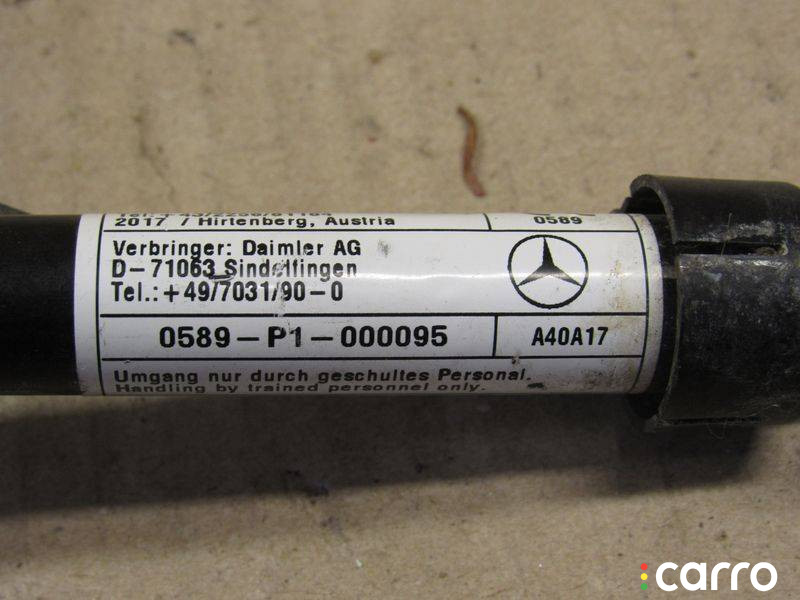 2017 / Hirtenberg, Austria
0589
Verbringer: Daimler AG
D-71063 Sindelfingen
Tel.: +49/7031/90-0
0589-P1-000095
A40A17
Umgang nur durch geschultes Personal.
Handling by trained personnel only.
carro